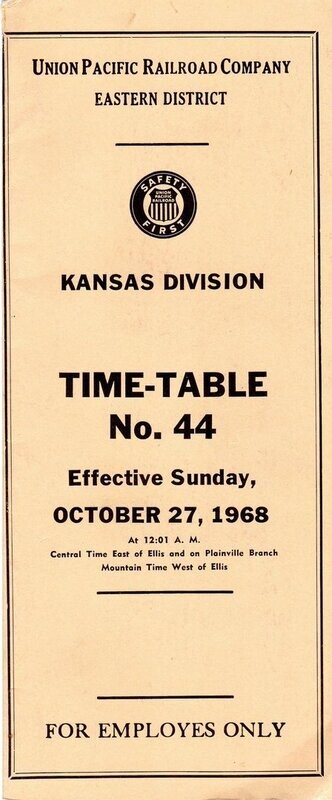 UNION PACIFIC RAILROAD COMPANY
EASTERN DISTRICT
SAFETY
UNION
PACIFIC
RAILROAD
FIRST
KANSAS DIVISION
TIME-TABLE
No. 44
Effective Sunday,
OCTOBER 27, 1968
At 12:01 A. M.
Central Time East of Ellis and on Plainville Branch
Mountain Time West of Ellis
FOR EMPLOYES ONLY